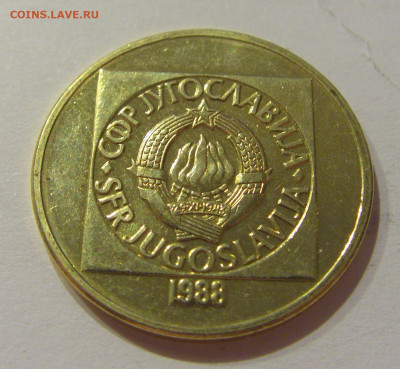 COINS.LAVE.RU
СФР ЈУГОСЛАВИЈА
SFR JUGOSLAVIJA
1988